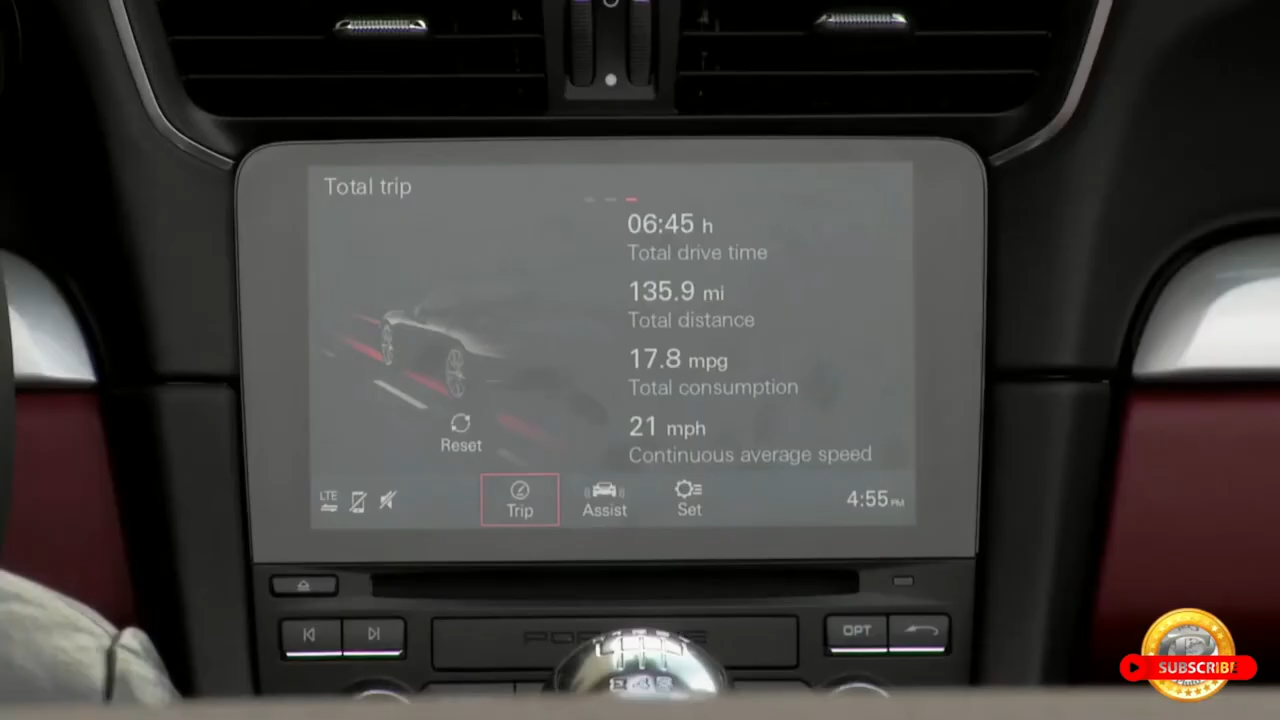 Total trip
06:45 h
Total drive time
135.9 mi
Total distance
17.8 mpg
Total consumption
21 mph
Continuous average speed
Reset
LTE
Trip
Assist
Set
4:55 PM
OPT
SUBSCRIBE